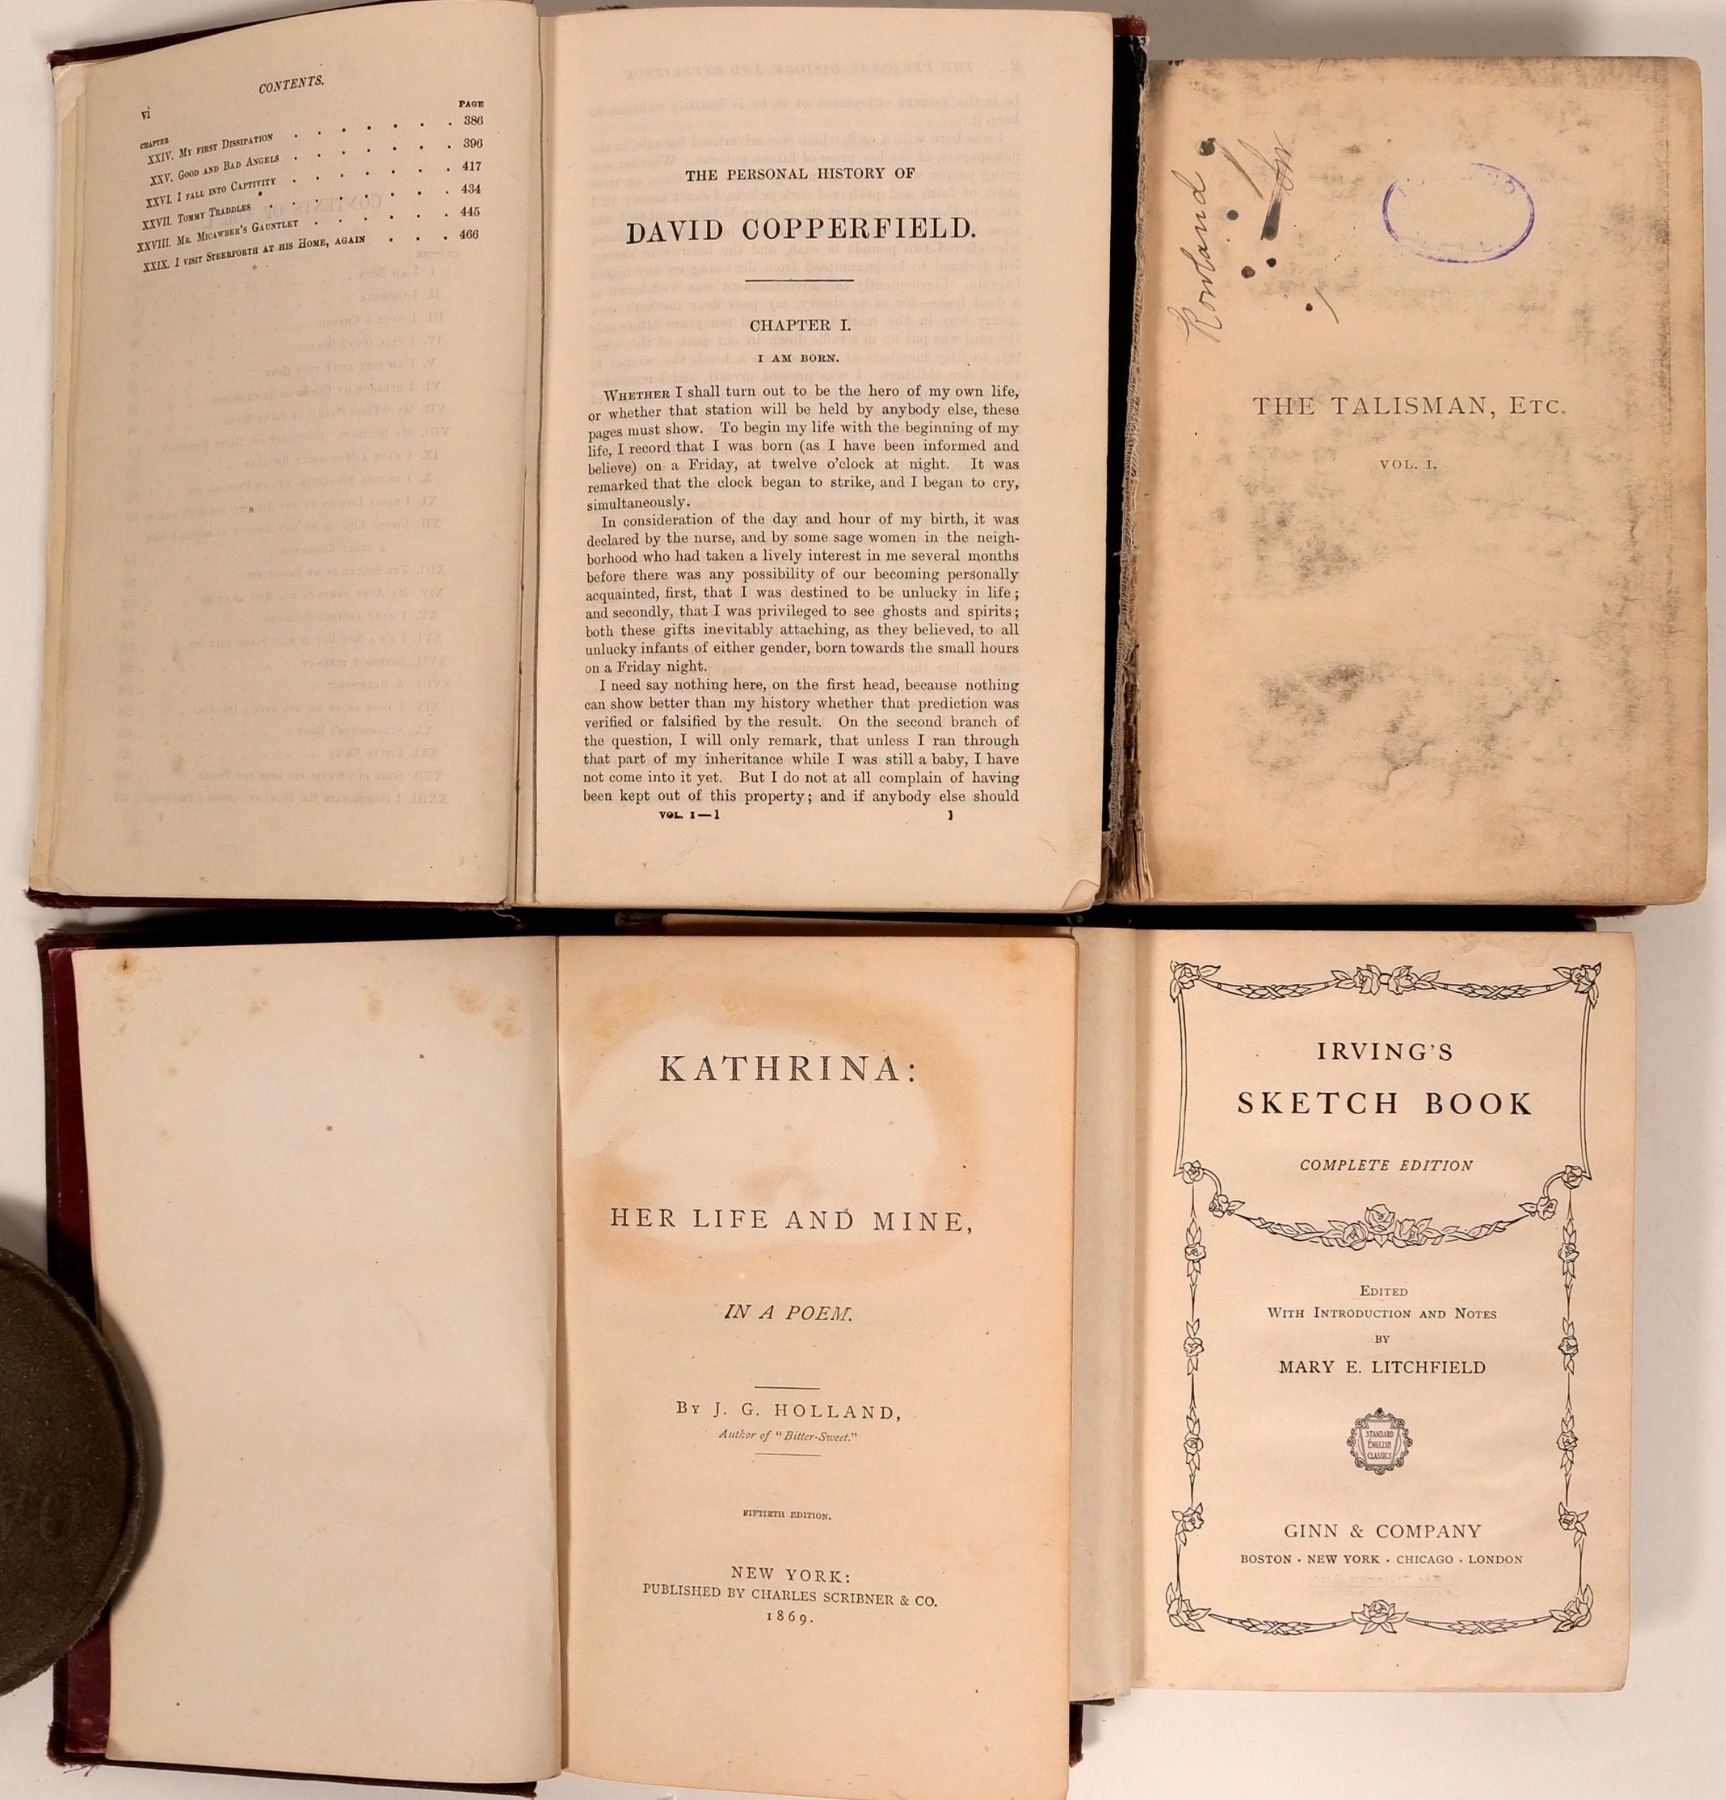 CONTENTS.
vi
CHAPTER PAGE
XXIV. MY FIRST DISSIPATION . . . . . . . 386
XXV. GOOD AND BAD ANGELS . . . . . . . 396
XXVI. I FALL INTO CAPTIVITY . . . . . . . 417
XXVII. TOMMY TRADDLES . . . . . . . 434
XXVIII. MR. MICAWBER'S GAUNTLET . . . . . . 445
XXIX. I VISIT STEERFORTH AT HIS HOME, AGAIN . . . 466
THE PERSONAL HISTORY OF
DAVID COPPERFIELD.
CHAPTER I.
I AM BORN.
WHETHER I shall turn out to be the hero of my own life,
or whether that station will be held by anybody else, these
pages must show. To begin my life with the beginning of my
life, I record that I was born (as I have been informed and
believe) on a Friday, at twelve o'clock at night. It was
remarked that the clock began to strike, and I began to cry,
simultaneously.
In consideration of the day and hour of my birth, it was
declared by the nurse, and by some sage women in the neigh-
borhood who had taken a lively interest in me several months
before there was any possibility of our becoming personally
acquainted, first, that I was destined to be unlucky in life;
and secondly, that I was privileged to see ghosts and spirits;
both these gifts inevitably attaching, as they believed, to all
unlucky infants of either gender, born towards the small hours
on a Friday night.
I need say nothing here, on the first head, because nothing
can show better than my history whether that prediction was
verified or falsified by the result. On the second branch of
the question, I will only remark, that unless I ran through
that part of my inheritance while I was still a baby, I have
not come into it yet. But I do not at all complain of having
been kept out of this property; and if anybody else should
VOL. I—1 1
Rowland
THE TALISMAN, ETC.
VOL. I.
KATHRINA:
HER LIFE AND MINE,
IN A POEM.
BY J. G. HOLLAND,
Author of "Bitter-Sweet."
FIFTIETH EDITION.
NEW YORK:
PUBLISHED BY CHARLES SCRIBNER & CO.
1869.
IRVING'S
SKETCH BOOK
COMPLETE EDITION
EDITED
WITH INTRODUCTION AND NOTES
BY
MARY E. LITCHFIELD
STANDARD
ENGLISH
CLASSICS
GINN & COMPANY
BOSTON · NEW YORK · CHICAGO · LONDON